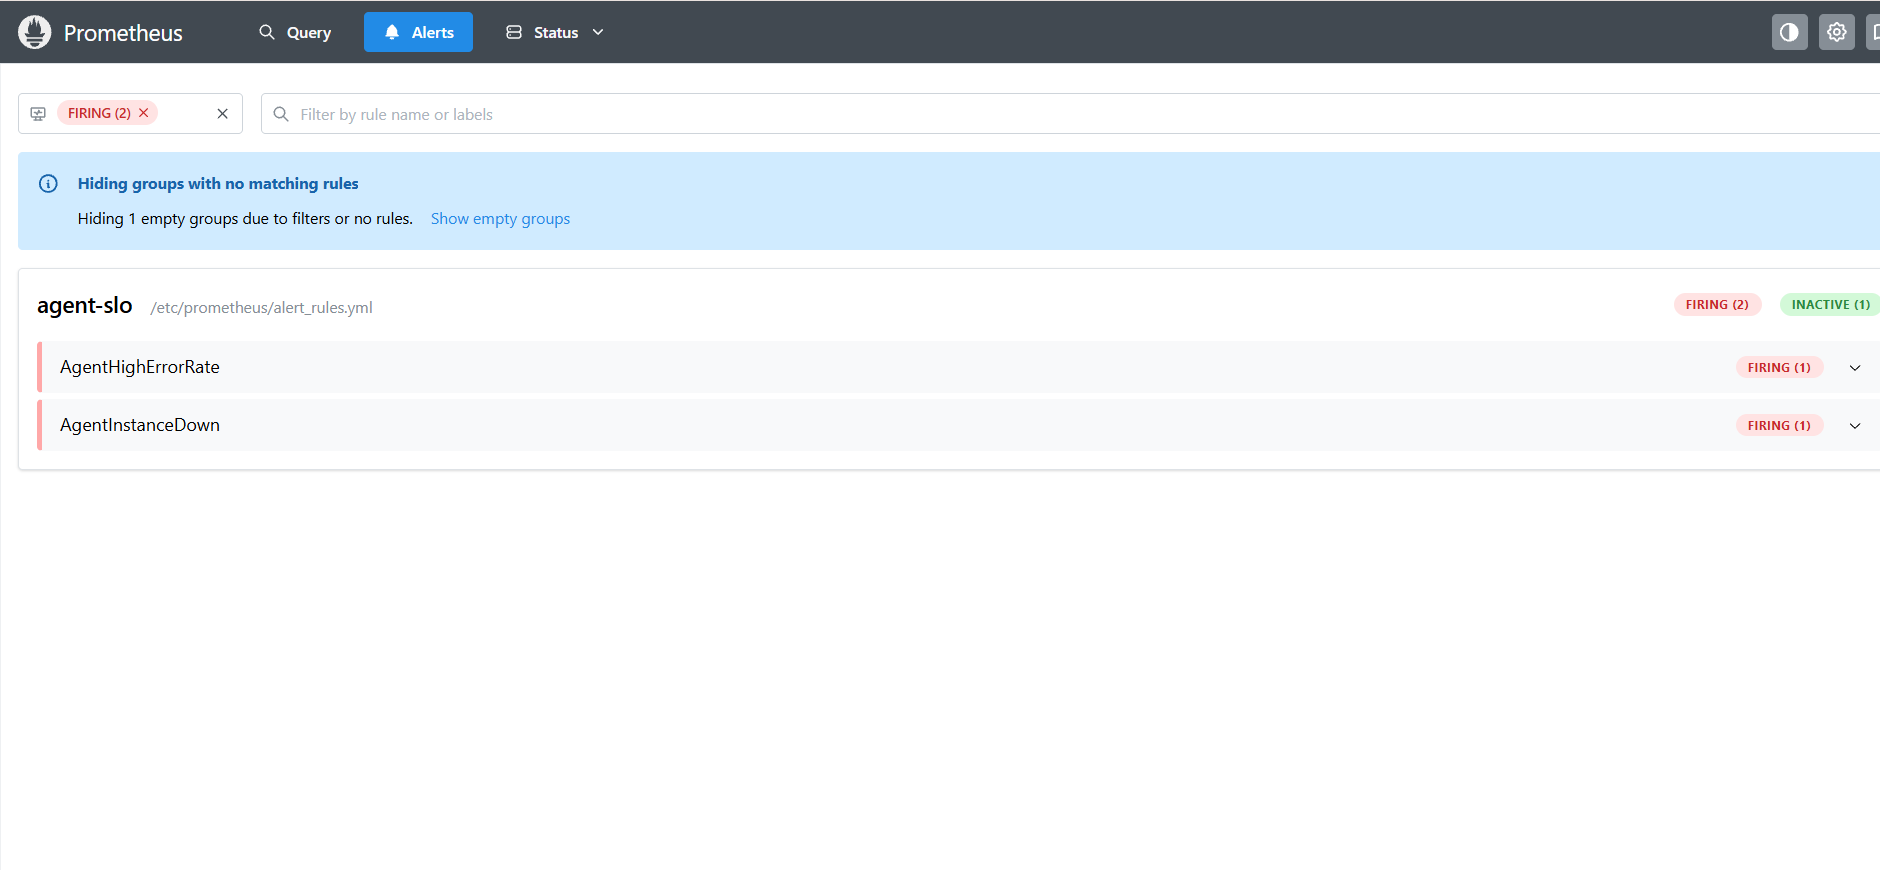 Prometheus Query Alerts Status
FIRING (2) Filter by rule name or labels
Hiding groups with no matching rules
Hiding 1 empty groups due to filters or no rules. Show empty groups
agent-slo /etc/prometheus/alert_rules.yml FIRING (2) INACTIVE (1)
AgentHighErrorRate FIRING (1)
AgentInstanceDown FIRING (1)